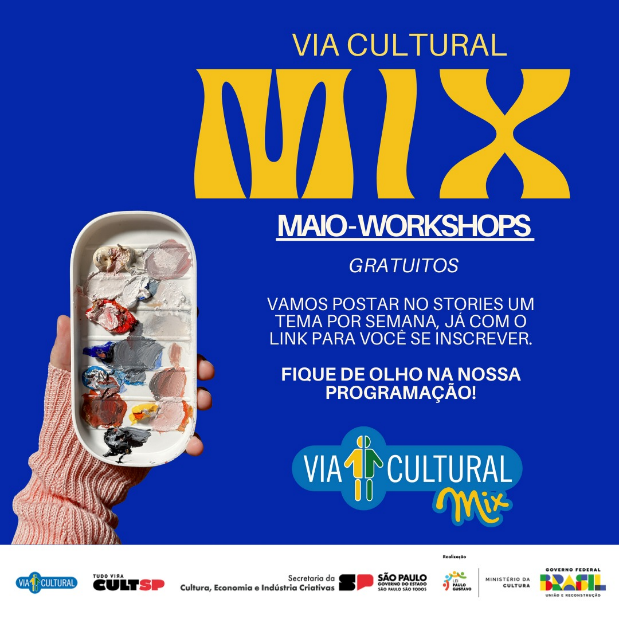 VIA CULTURAL
MIX
MAIO-WORKSHOPS
GRATUITOS
VAMOS POSTAR NO STORIES UM
TEMA POR SEMANA, JÁ COM O
LINK PARA VOCÊ SE INSCREVER.
FIQUE DE OLHO NA NOSSA
PROGRAMAÇÃO!
VIA CULTURAL
Mix
Realização
VIA CULTURAL
TUDO VIRA
CULTSP
Secretaria da
Cultura, Economia e Indústria Criativas
SP
SÃO PAULO
GOVERNO DO ESTADO
SÃO PAULO SÃO TODOS
LEI
PAULO
GUSTAVO
MINISTÉRIO DA
CULTURA
GOVERNO FEDERAL
BRASIL
UNIÃO E RECONSTRUÇÃO